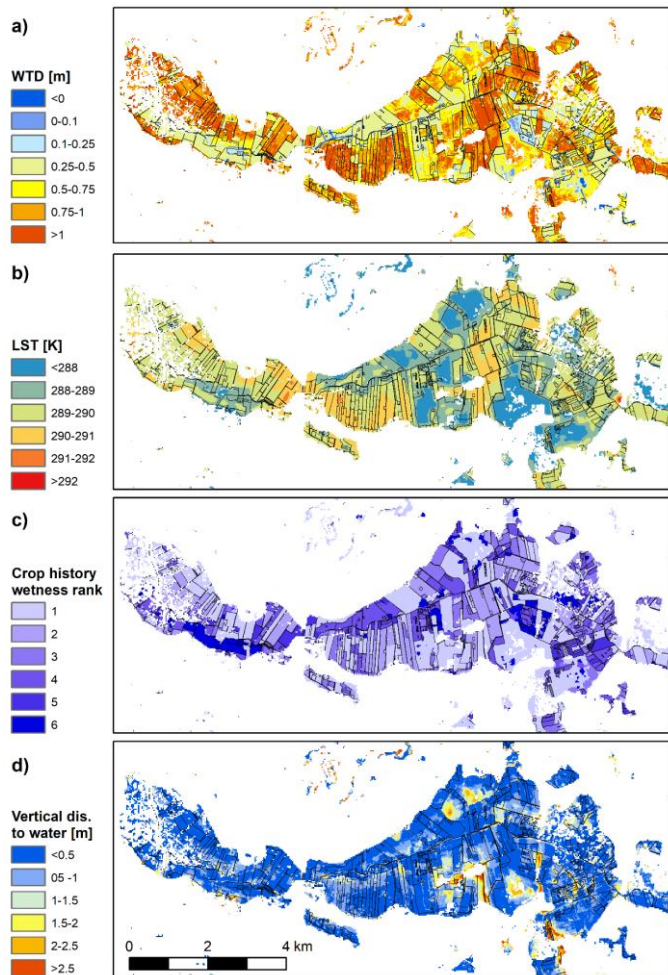 a)
WTD [m]
<0
0-0.1
0.1-0.25
0.25-0.5
0.5-0.75
0.75-1
>1
b)
LST [K]
<288
288-289
289-290
290-291
291-292
>292
c)
Crop history
wetness rank
1
2
3
4
5
6
d)
Vertical dis.
to water [m]
<0.5
05 -1
1-1.5
1.5-2
2-2.5
>2.5
0 2 4 km